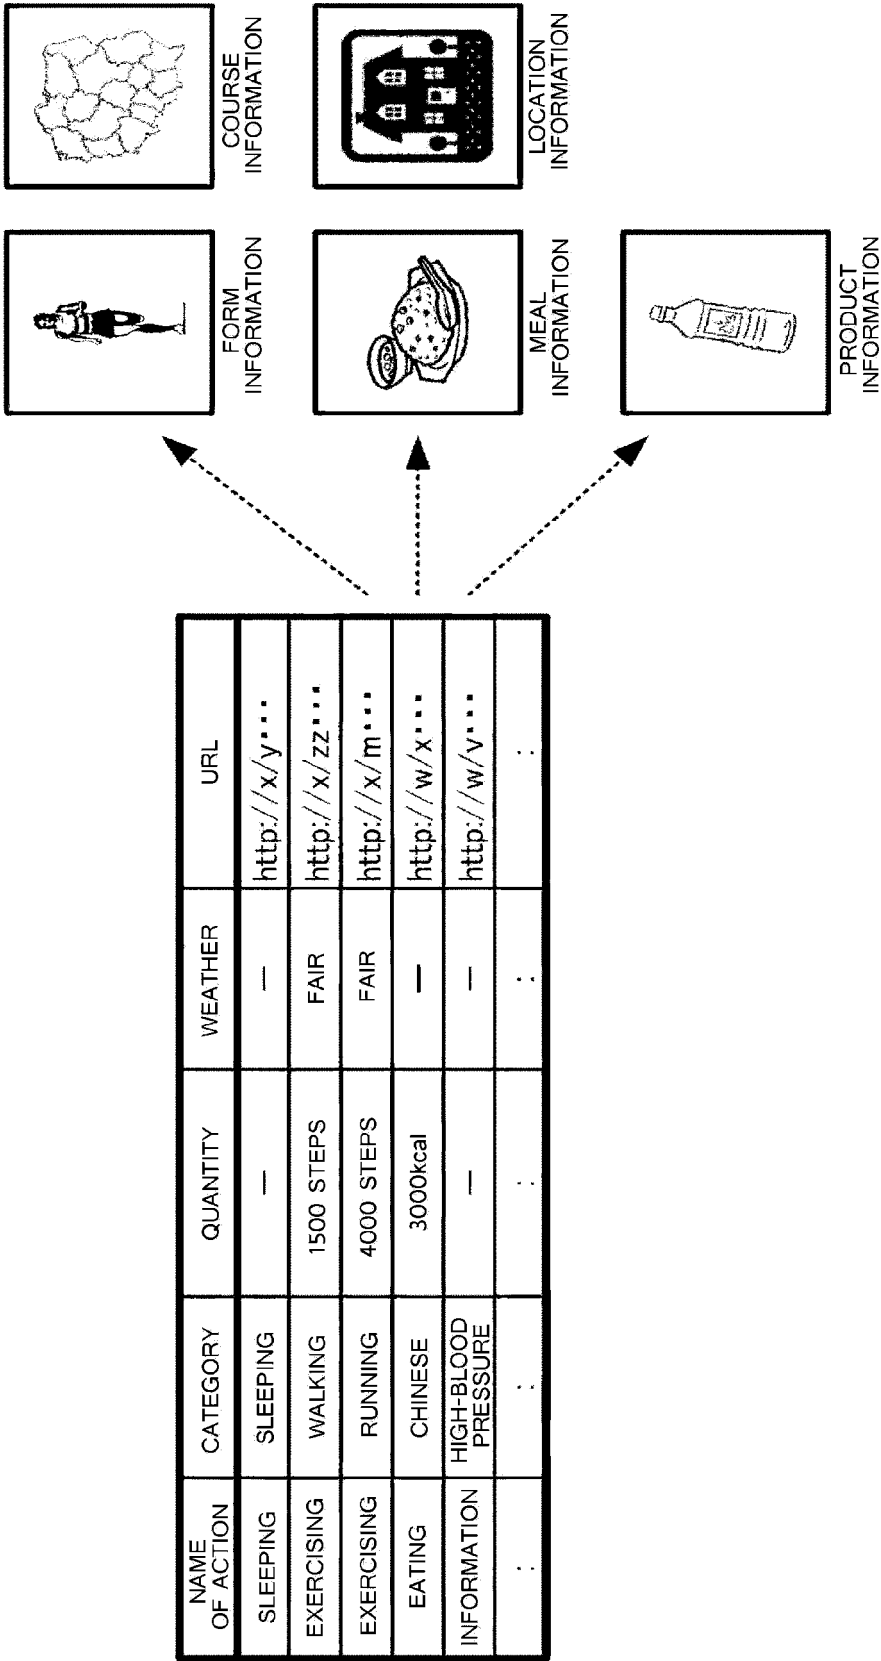 NAME
OF ACTION
CATEGORY
QUANTITY
WEATHER
URL
SLEEPING
SLEEPING
—
—
http://x/y▪▪▪
EXERCISING
WALKING
1500 STEPS
FAIR
http://x/zz▪▪▪
EXERCISING
RUNNING
4000 STEPS
FAIR
http://x/m▪▪▪
EATING
CHINESE
3000kcal
—
http://w/x▪▪▪
INFORMATION
HIGH-BLOOD
PRESSURE
—
—
http://w/v▪▪▪
:
:
:
:
:
FORM
INFORMATION
COURSE
INFORMATION
MEAL
INFORMATION
LOCATION
INFORMATION
PRODUCT
INFORMATION